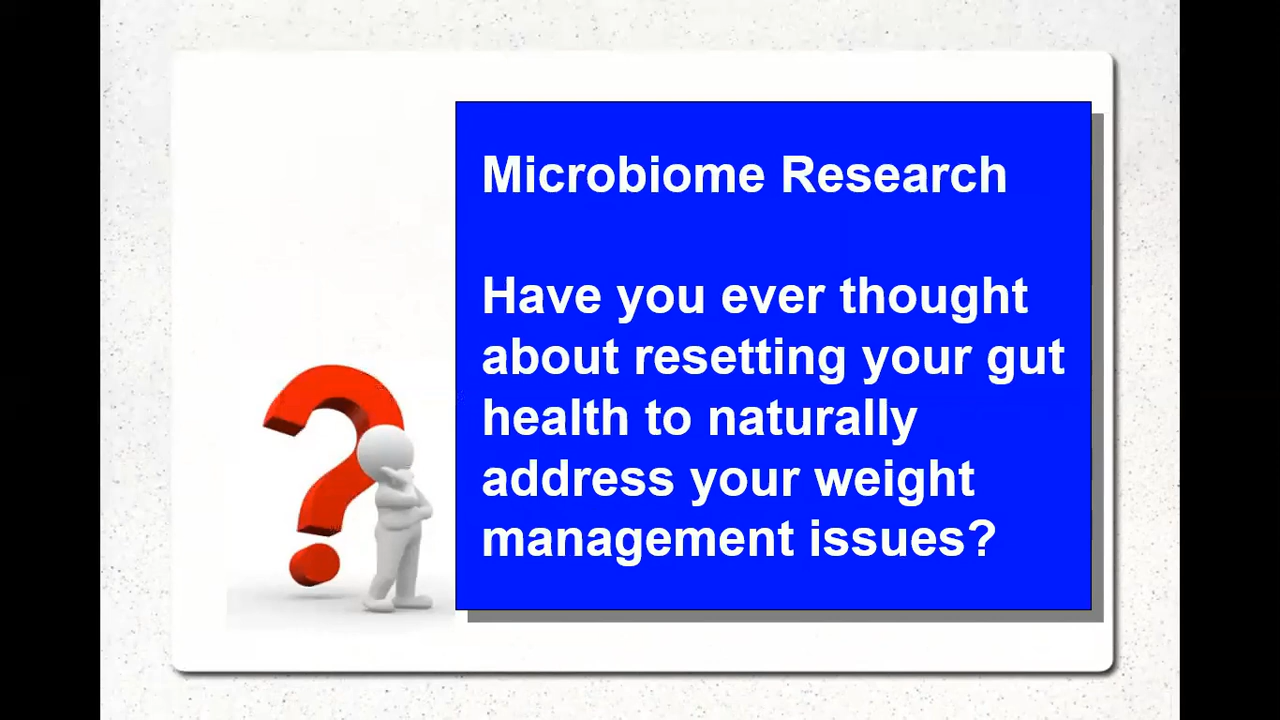 Microbiome Research
Have you ever thought
about resetting your gut
health to naturally
address your weight
management issues?